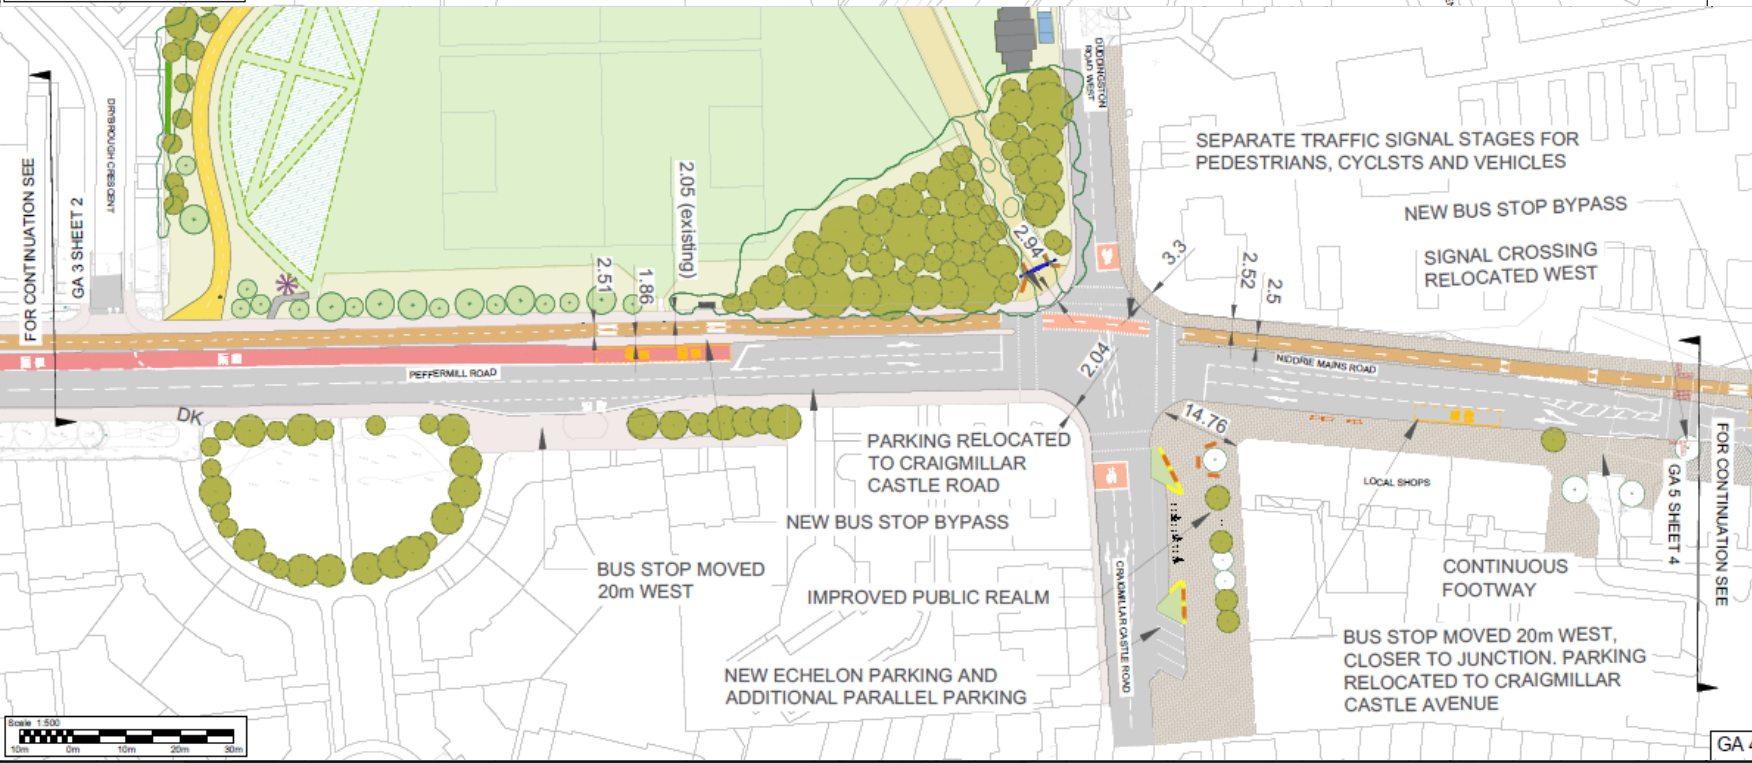 FOR CONTINUATION SEE
GA 3 SHEET 2
DRYBROUGH CRESCENT
DUDDINGSTON
ROAD WEST
SEPARATE TRAFFIC SIGNAL STAGES FOR
PEDESTRIANS, CYCLSTS AND VEHICLES
NEW BUS STOP BYPASS
SIGNAL CROSSING
RELOCATED WEST
2.51
1.86
2.05 (existing)
2.94
3.3
2.52
2.5
2.04
14.76
PEFFERMILL ROAD
NIDDRIE MAINS ROAD
DK
PARKING RELOCATED
TO CRAIGMILLAR
CASTLE ROAD
NEW BUS STOP BYPASS
BUS STOP MOVED
20m WEST
IMPROVED PUBLIC REALM
NEW ECHELON PARKING AND
ADDITIONAL PARALLEL PARKING
CRAIGMILLAR CASTLE ROAD
LOCAL SHOPS
CONTINUOUS
FOOTWAY
BUS STOP MOVED 20m WEST,
CLOSER TO JUNCTION. PARKING
RELOCATED TO CRAIGMILLAR
CASTLE AVENUE
FOR CONTINUATION SEE
GA 5 SHEET 4
Scale 1:500
10m 0m 10m 20m 30m
GA